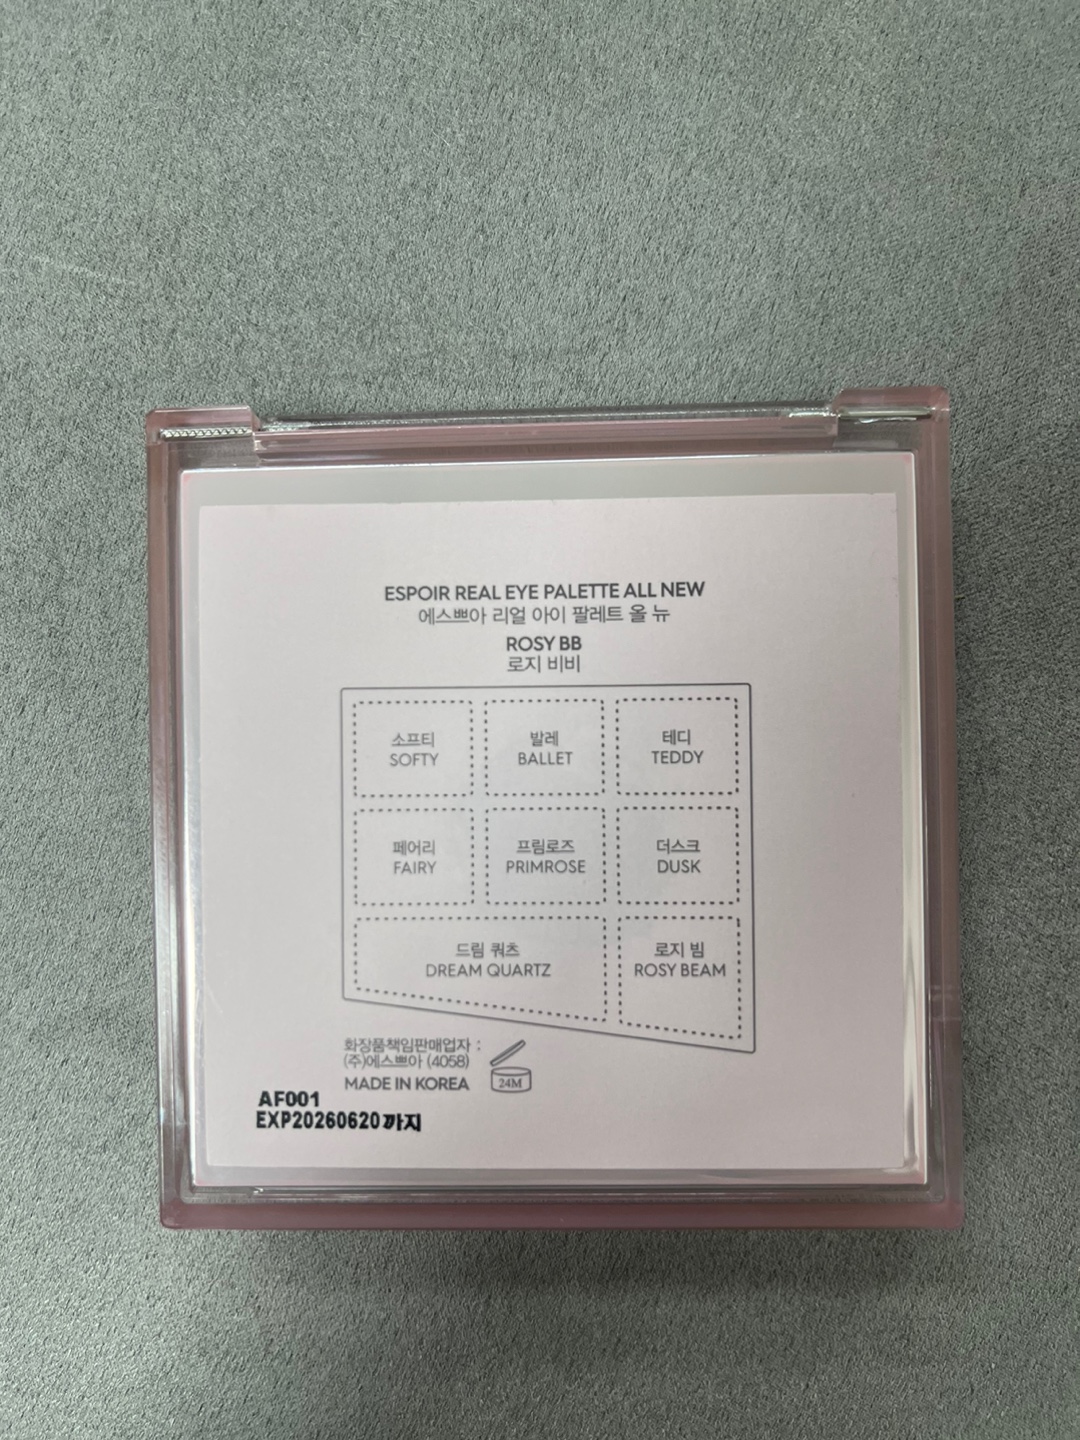 ESPOIR REAL EYE PALETTE ALL NEW
에스쁘아 리얼 아이 팔레트 올 뉴
ROSY BB
로지 비비
소프티
SOFTY
발레
BALLET
테디
TEDDY
페어리
FAIRY
프림로즈
PRIMROSE
더스크
DUSK
드림 쿼츠
DREAM QUARTZ
로지 빔
ROSY BEAM
화장품책임판매업자 :
(주)에스쁘아 (4058)
MADE IN KOREA
24M
AF001
EXP20260620까지